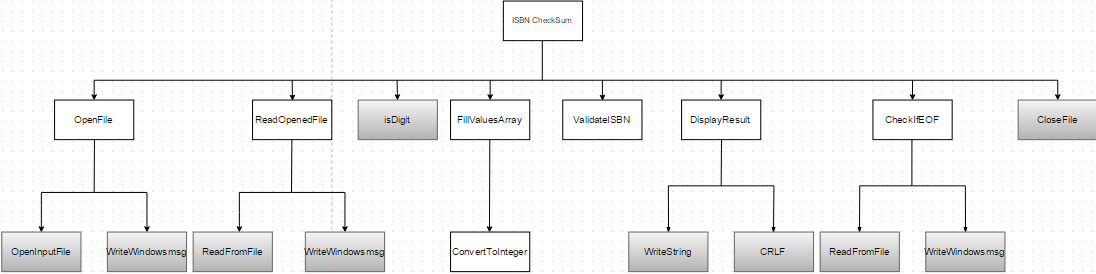 ISBN CheckSum
OpenFile
ReadOpenedFile
isDigit
FillValuesArray
ValidateISBN
DisplayResult
CheckIfEOF
CloseFile
OpenInputFile
WriteWindowsmsg
ReadFromFile
WriteWindowsmsg
ConvertToInteger
WriteString
CRLF
ReadFromFile
WriteWindowsmsg